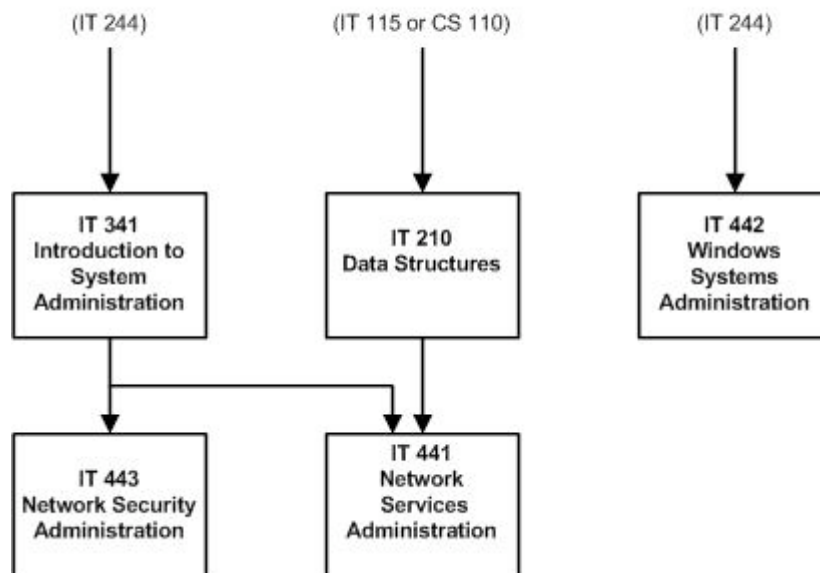 (IT 244)
(IT 115 or CS 110)
(IT 244)
IT 341
Introduction to
System
Administration
IT 210
Data Structures
IT 442
Windows
Systems
Administration
IT 443
Network Security
Administration
IT 441
Network
Services
Administration